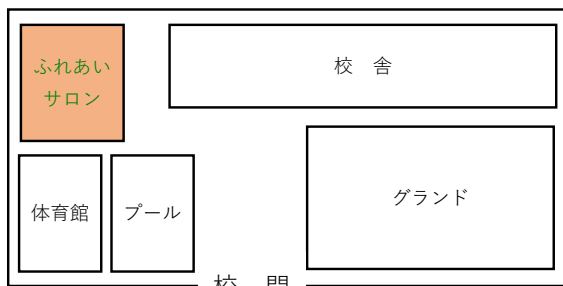 ふれあい
サロン
校 舎
体育館
プール
グランド
校 門